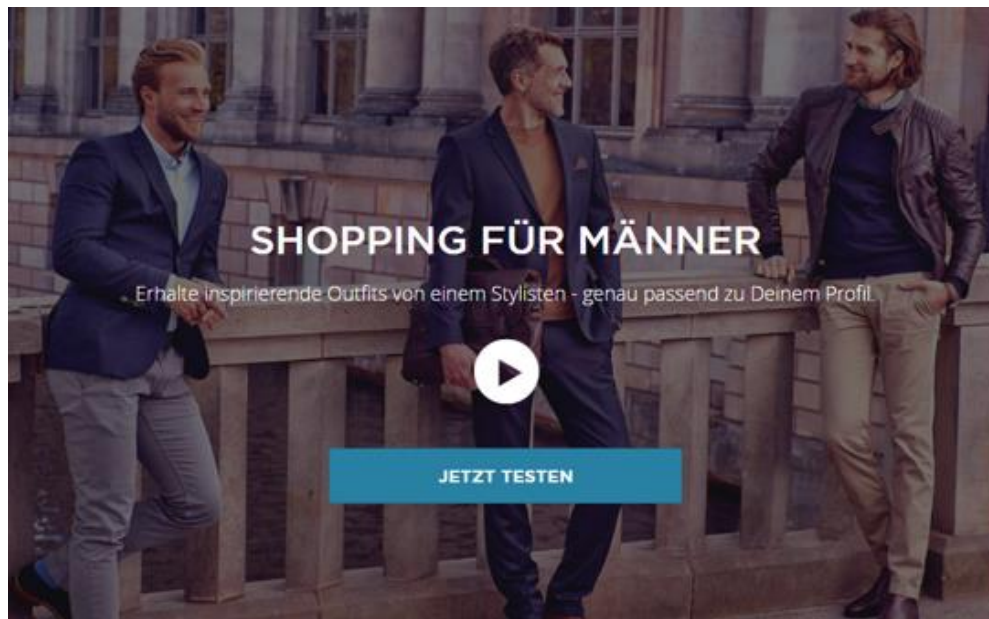 SHOPPING FÜR MÄNNER
Erhalte inspirierende Outfits von einem Stylisten - genau passend zu Deinem Profil.
JETZT TESTEN